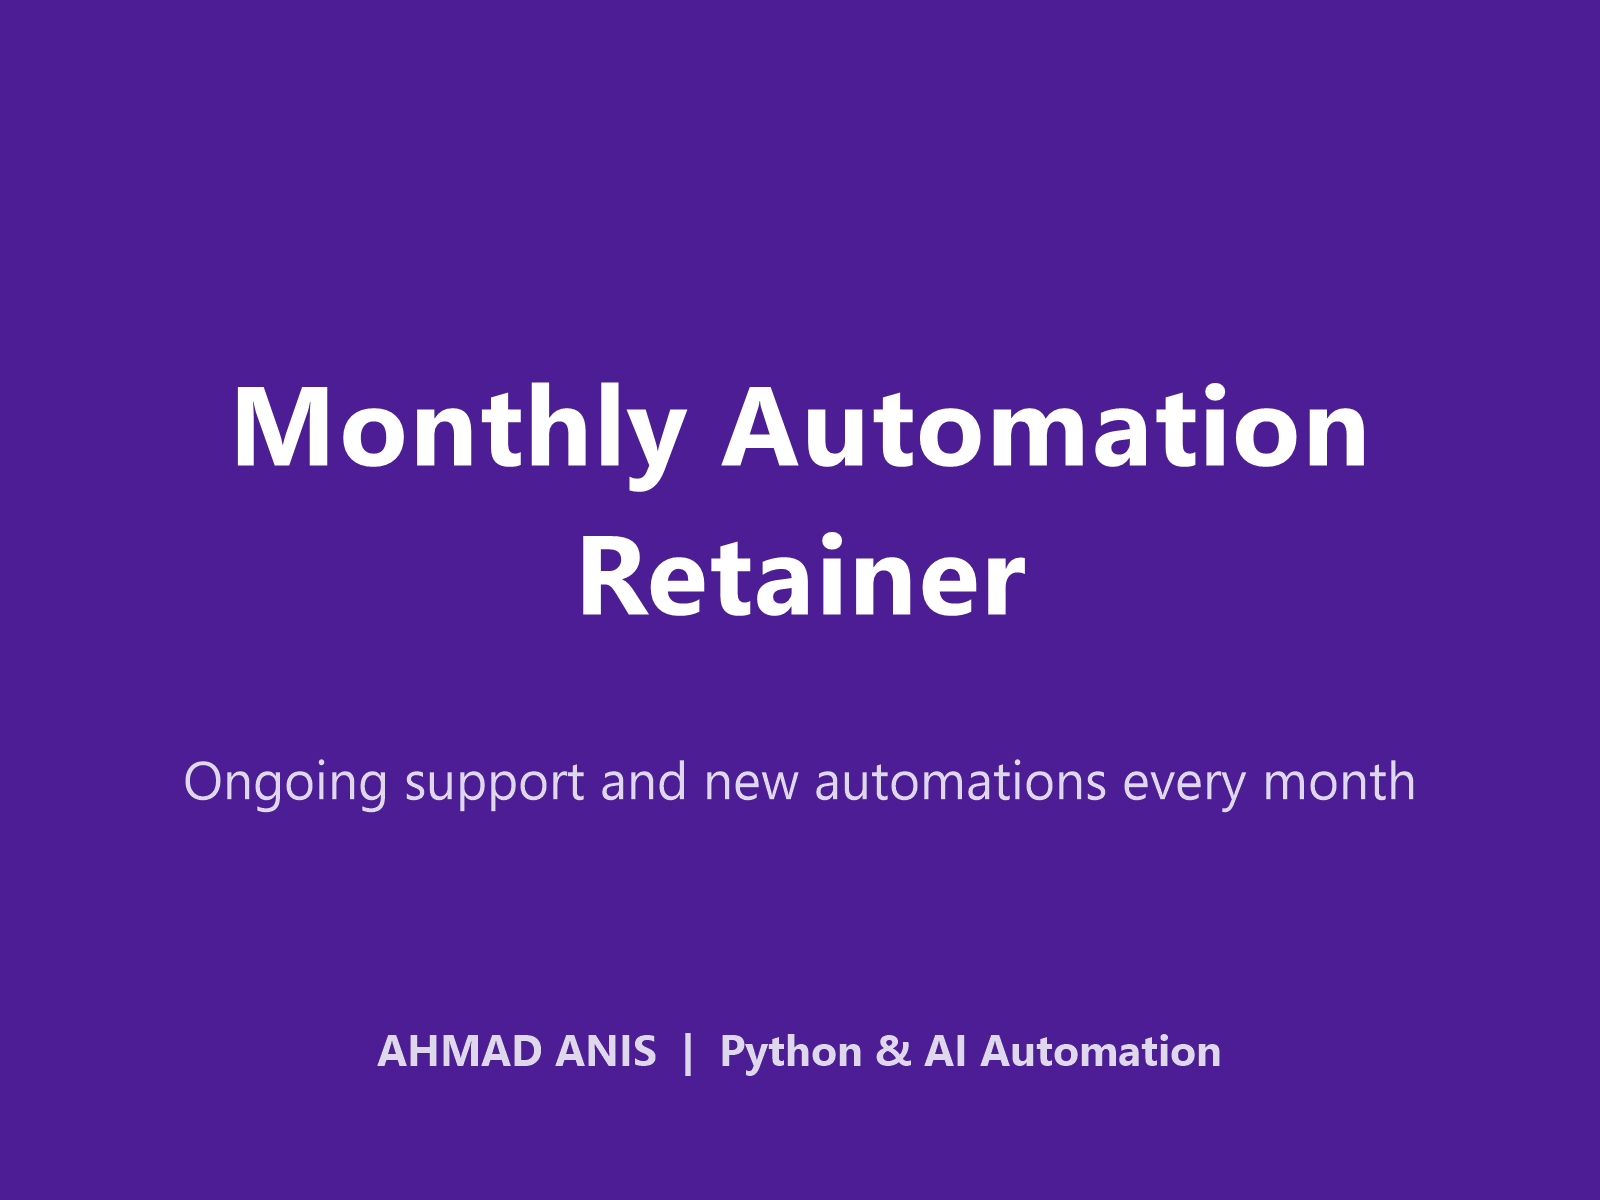 Monthly Automation
Retainer
Ongoing support and new automations every month
AHMAD ANIS | Python & AI Automation